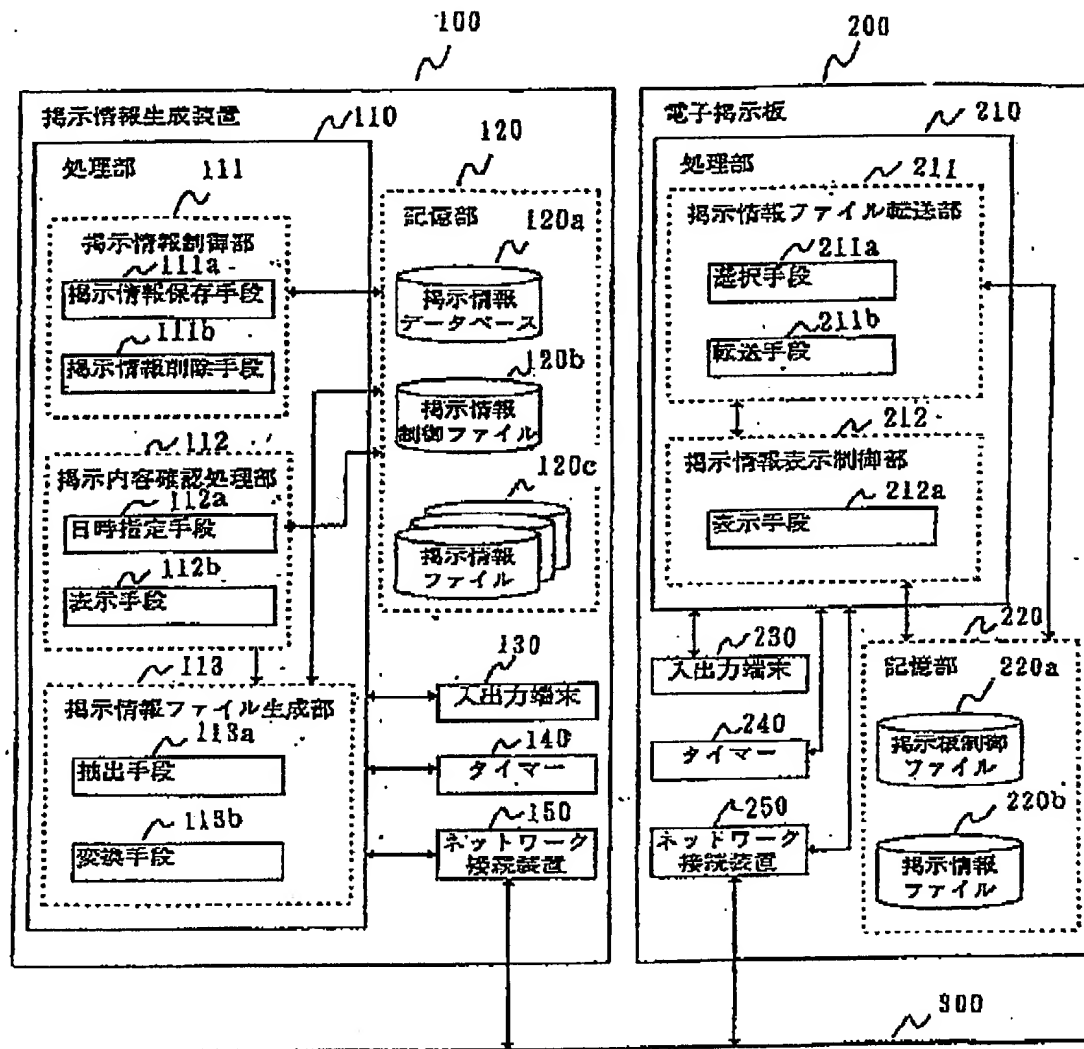 100
200
掲示情報生成装置
110
処理部
111
掲示情報制御部
111a
掲示情報保存手段
111b
掲示情報削除手段
112
掲示内容確認処理部
112a
日時指定手段
112b
表示手段
113
掲示情報ファイル生成部
113a
抽出手段
113b
変換手段
120
記憶部
120a
掲示情報
データベース
120b
掲示情報
制御ファイル
120c
掲示情報
ファイル
130
入出力端末
140
タイマー
150
ネットワーク
接続装置
電子掲示板
210
処理部
211
掲示情報ファイル転送部
211a
選択手段
211b
転送手段
212
掲示情報表示制御部
212a
表示手段
220
記憶部
220a
掲示板制御
ファイル
220b
掲示情報
ファイル
230
入出力端末
240
タイマー
250
ネットワーク
接続装置
300